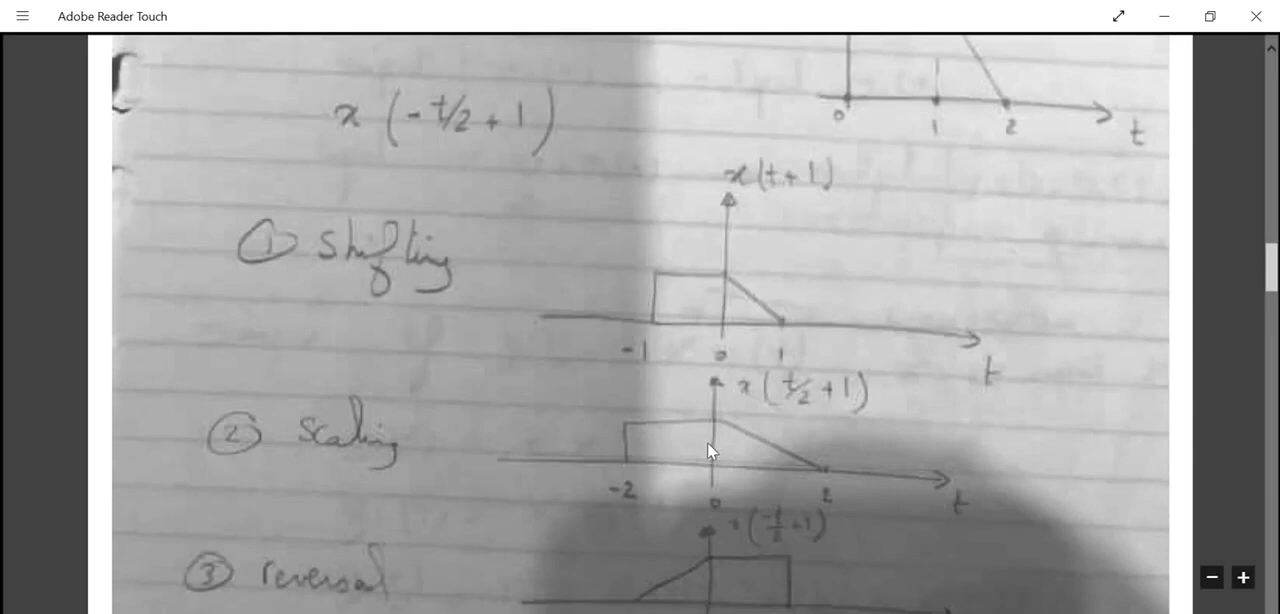 Adobe Reader Touch
x (-t/2 + 1)
0 1 2 t
x(t+1)
① Shifting
-1 0 1 t
x (t/2 + 1)
② Scaling
-2 0 2 t
x(-t/2 +1)
③ reversal